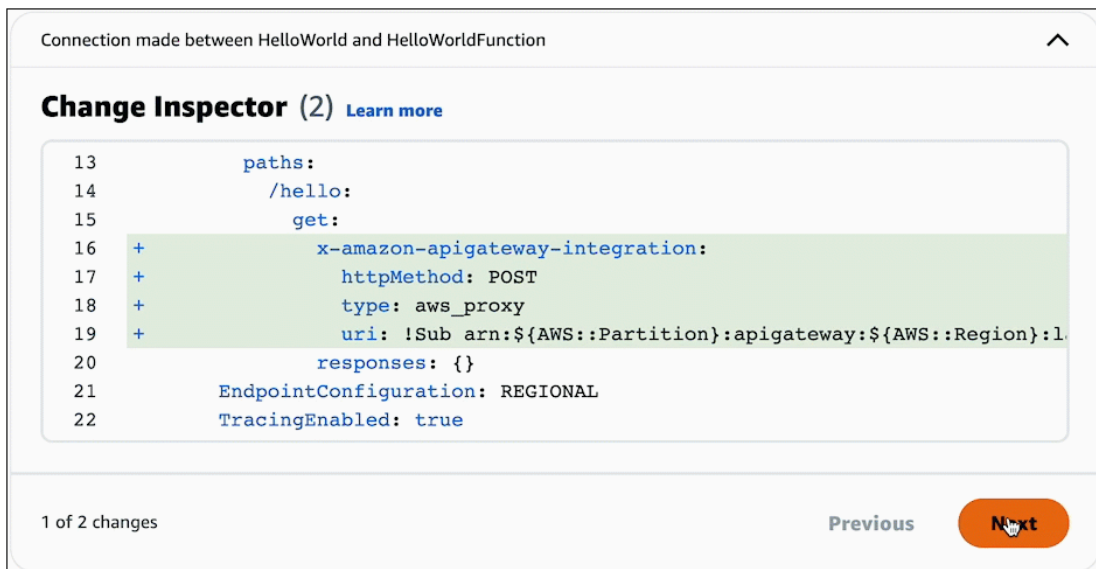 Connection made between HelloWorld and HelloWorldFunction
Change Inspector (2) Learn more
13 paths:
14 /hello:
15 get:
16 + x-amazon-apigateway-integration:
17 + httpMethod: POST
18 + type: aws_proxy
19 + uri: !Sub arn:${AWS::Partition}:apigateway:${AWS::Region}:l
20 responses: {}
21 EndpointConfiguration: REGIONAL
22 TracingEnabled: true
1 of 2 changes Previous Next